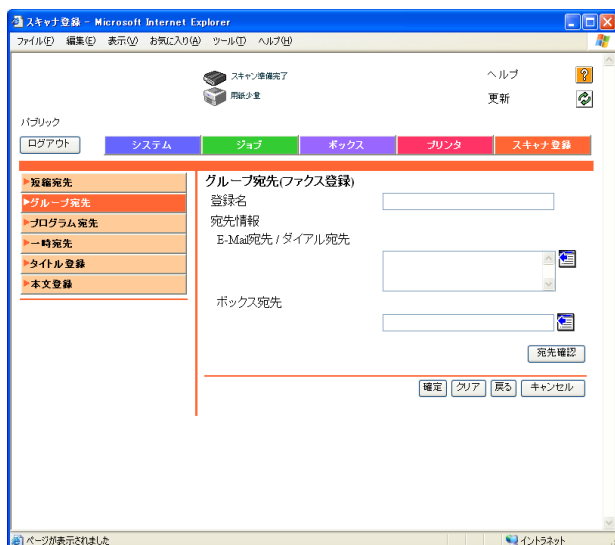 スキャナ登録 - Microsoft Internet Explorer
ファイル(F) 編集(E) 表示(V) お気に入り(A) ツール(T) ヘルプ(H)
スキャン準備完了
ヘルプ
用紙少量
更新
パブリック
ログアウト システム ジョブ ボックス プリンタ スキャナ登録
短縮宛先
グループ宛先
プログラム宛先
一時宛先
タイトル登録
本文登録
グループ宛先(ファクス登録)
登録名
宛先情報
E-Mail宛先 / ダイアル宛先
ボックス宛先
宛先確認
確定 クリア 戻る キャンセル
ページが表示されました イントラネット